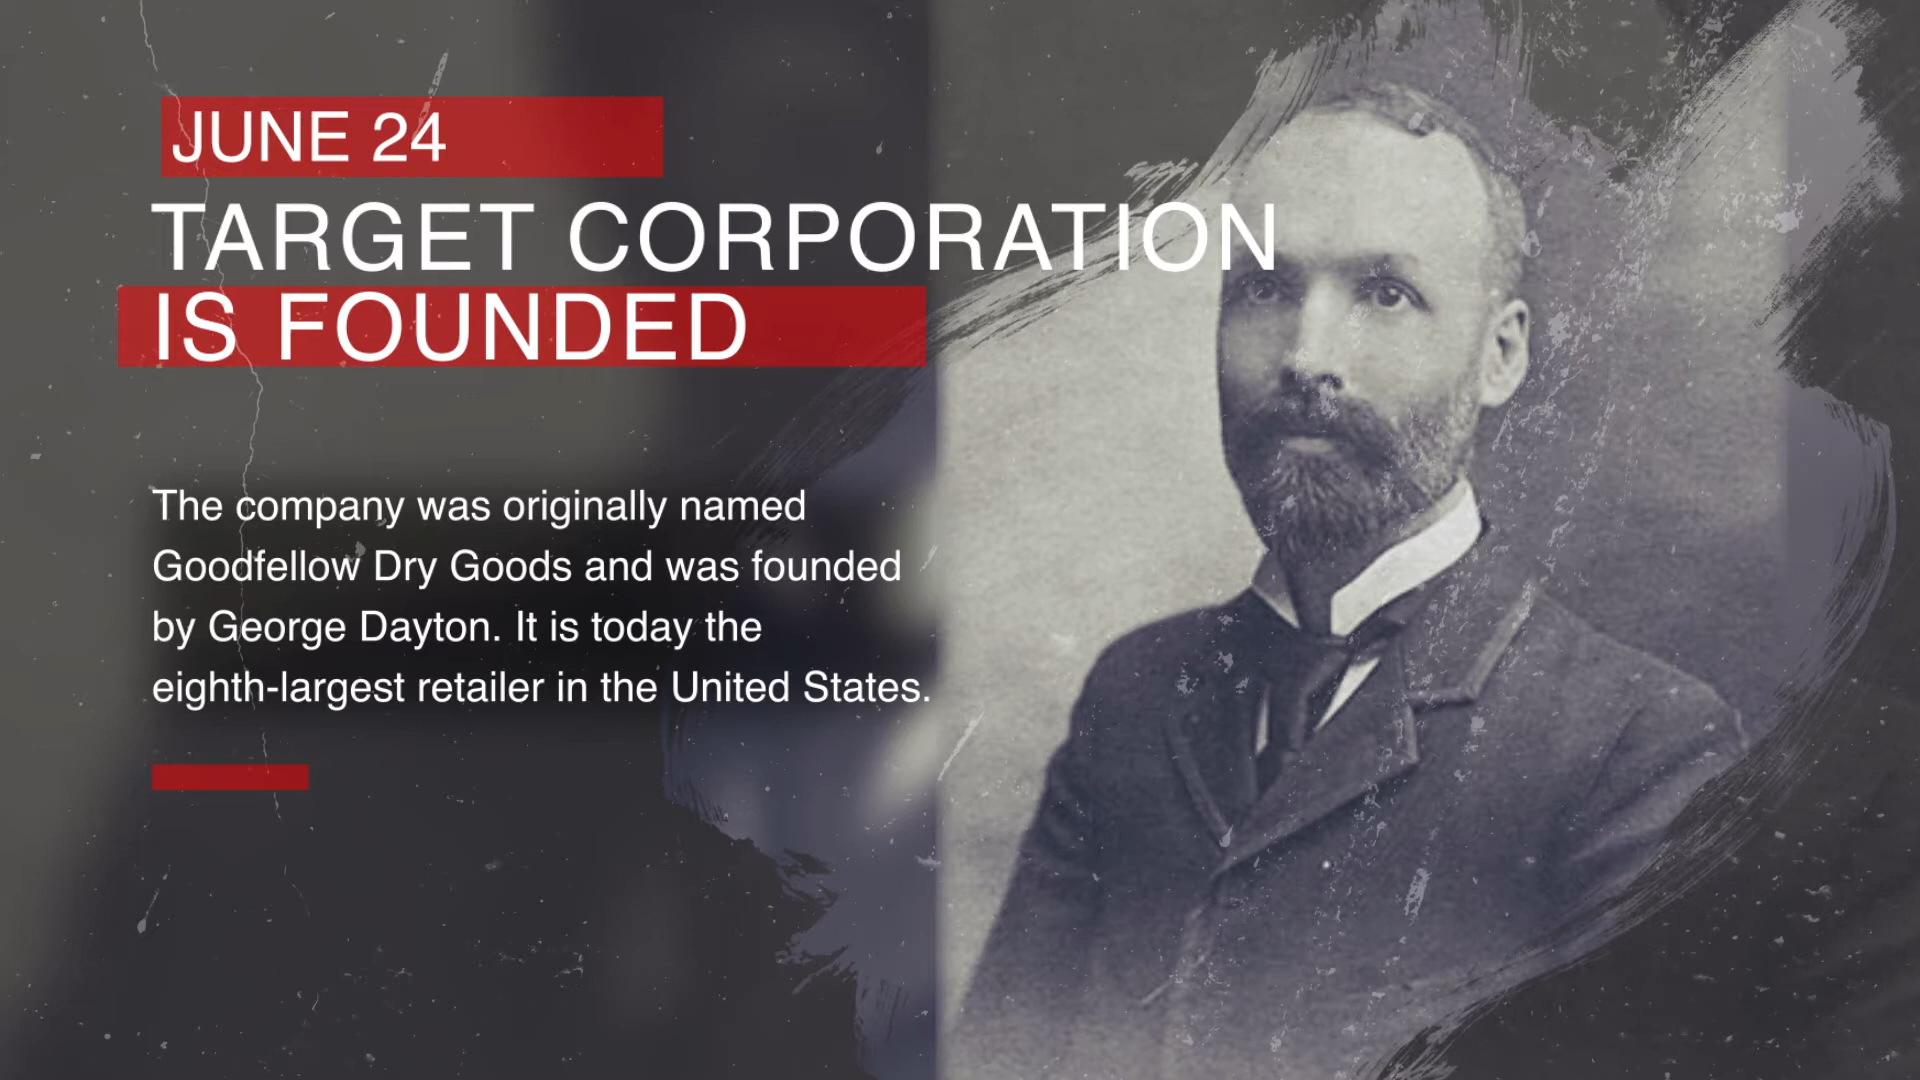 JUNE 24
TARGET CORPORATION
IS FOUNDED
The company was originally named
Goodfellow Dry Goods and was founded
by George Dayton. It is today the
eighth-largest retailer in the United States.